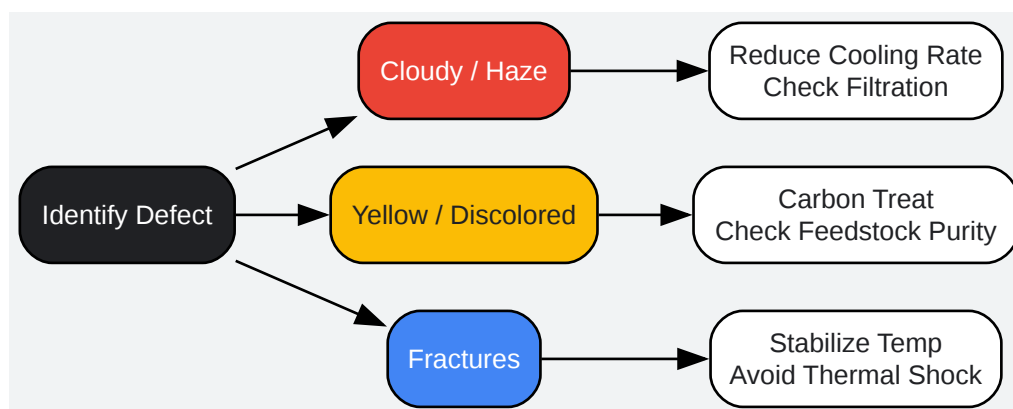 Identify Defect
Cloudy / Haze
Reduce Cooling Rate
Check Filtration
Yellow / Discolored
Carbon Treat
Check Feedstock Purity
Fractures
Stabilize Temp
Avoid Thermal Shock